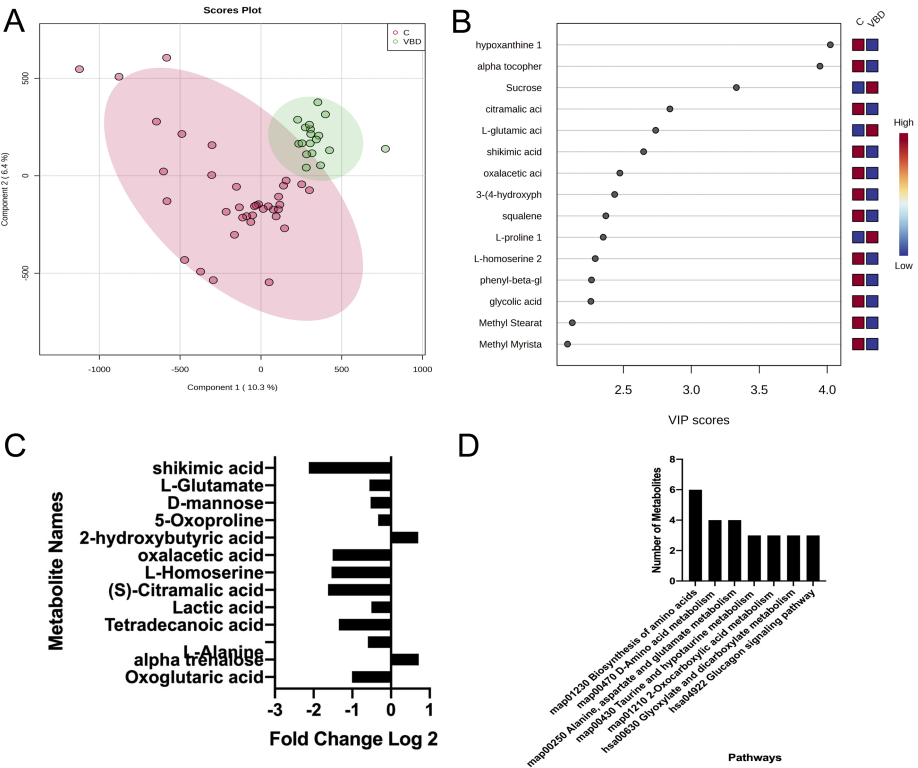 A
Scores Plot
C
VBD
Component 2 ( 6.4 %)
500
0
-500
-1000
-500
0
500
1000
Component 1 ( 10.3 %)
B
C
VBD
hypoxanthine 1
alpha tocopher
Sucrose
citramalic aci
L-glutamic aci
shikimic acid
oxalacetic aci
3-(4-hydroxyph
squalene
L-proline 1
L-homoserine 2
phenyl-beta-gl
glycolic acid
Methyl Stearat
Methyl Myrista
2.5
3.0
3.5
4.0
VIP scores
High
Low
C
Metabolite Names
shikimic acid
L-Glutamate
D-mannose
5-Oxoproline
2-hydroxybutyric acid
oxalacetic acid
L-Homoserine
(S)-Citramalic acid
Lactic acid
Tetradecanoic acid
L-Alanine
alpha trehalose
Oxoglutaric acid
-3
-2
-1
0
1
Fold Change Log 2
D
Number of Metabolites
8
6
4
2
0
map01230 Biosynthesis of amino acids
map00470 D-Amino acid metabolism
map00250 Alanine, aspartate and glutamate metabolism
map00430 Taurine and hypotaurine metabolism
map01210 2-Oxocarboxylic acid metabolism
hsa00630 Glyoxylate and dicarboxylate metabolism
hsa04922 Glucagon signaling pathway
Pathways